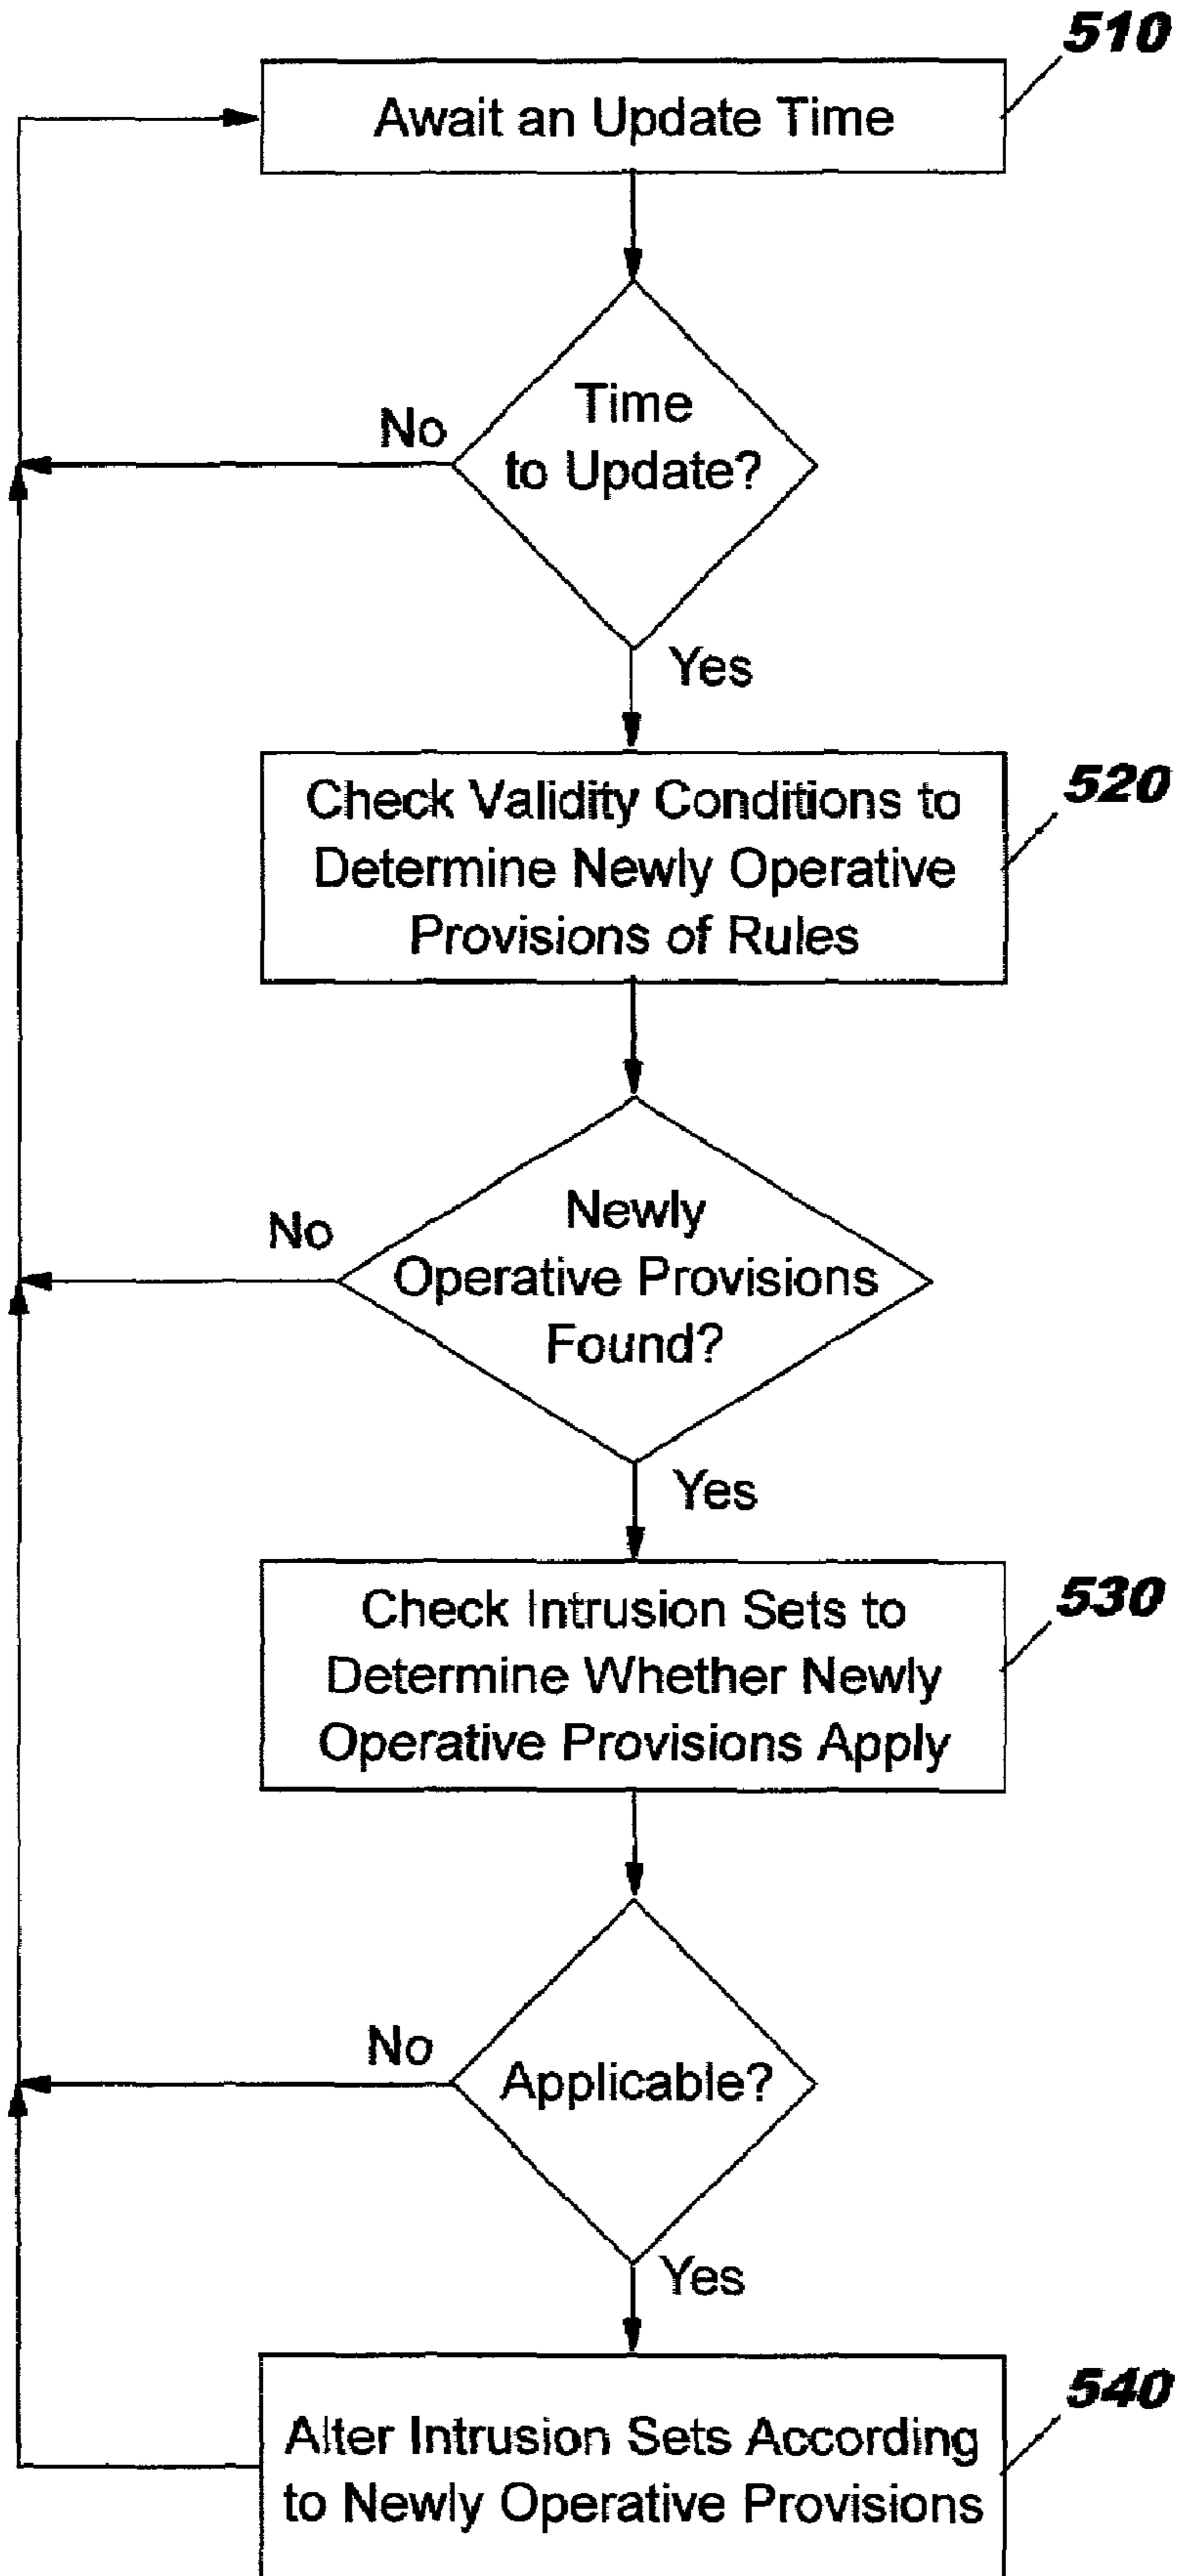 510
Await an Update Time
Time
to Update?
No
Yes
520
Check Validity Conditions to
Determine Newly Operative
Provisions of Rules
Newly
Operative Provisions
Found?
No
Yes
530
Check Intrusion Sets to
Determine Whether Newly
Operative Provisions Apply
Applicable?
No
Yes
540
Alter Intrusion Sets According
to Newly Operative Provisions